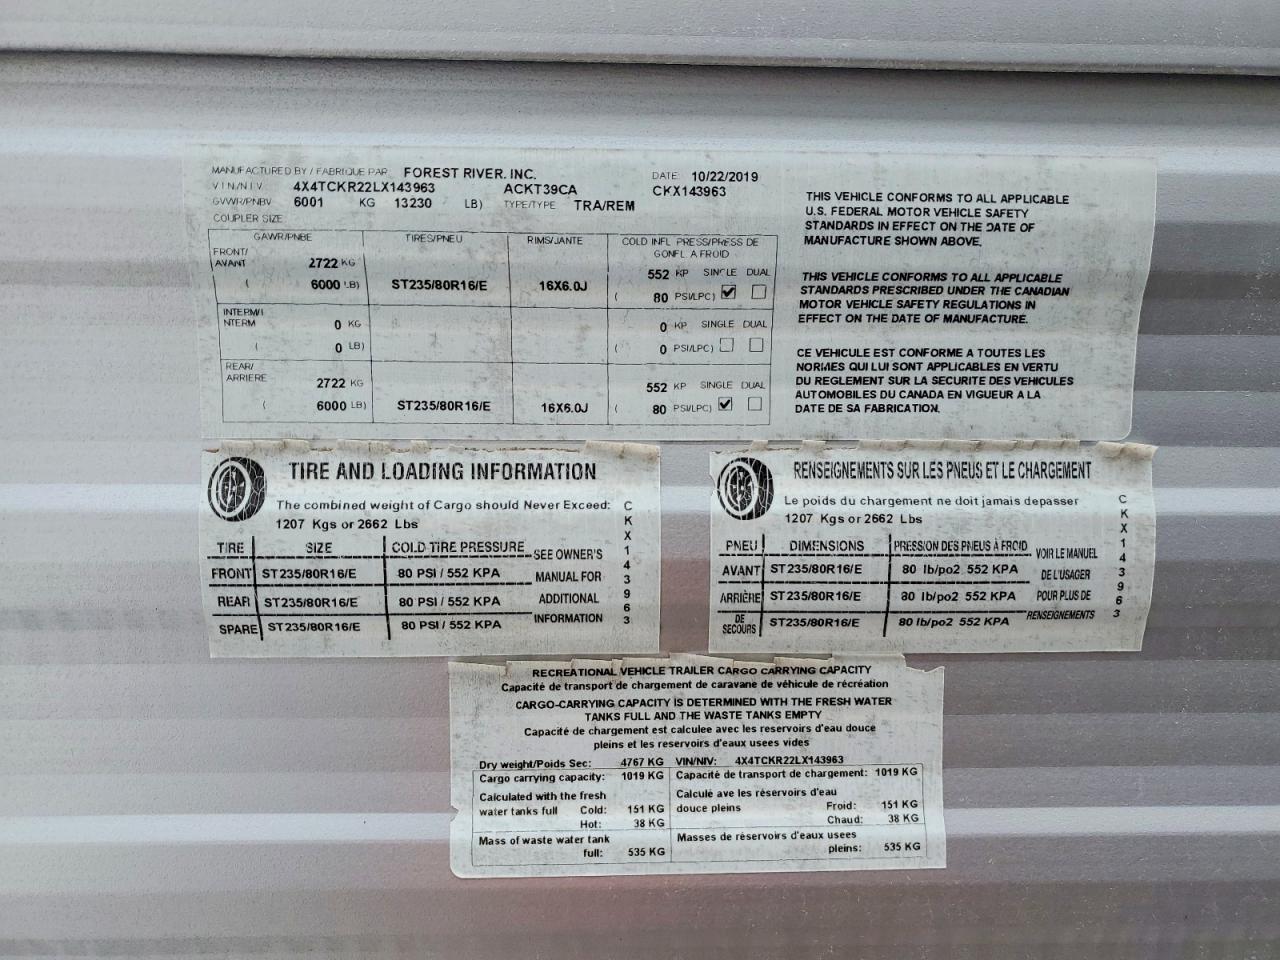 MANUFACTURED BY / FABRIQUE PAR FOREST RIVER, INC. DATE 10/22/2019
VIN/NIV 4X4TCKR22LX143963 ACKT39CA CKX143963
GVWR/PNBV 6001 KG 13230 LB) TYPE/TYPE TRA/REM
COUPLER SIZE
GAWR/PNBE TIRES/PNEU RIMS/JANTE COLD INFL PRESS/PRESS DE
GONFL A FROID
FRONT/
AVANT 2722 KG 552 KP SINGLE DUAL
( 6000 LB) ST235/80R16/E 16X6.0J ( 80 PSI/LPC) ✓
INTERM/I
NTERM 0 KG 0 KP SINGLE DUAL
( 0 LB) ( 0 PSI/LPC)
REAR/
ARRIERE 2722 KG 552 KP SINGLE DUAL
( 6000 LB) ST235/80R16/E 16X6.0J ( 80 PSI/LPC) ✓
THIS VEHICLE CONFORMS TO ALL APPLICABLE
U.S. FEDERAL MOTOR VEHICLE SAFETY
STANDARDS IN EFFECT ON THE DATE OF
MANUFACTURE SHOWN ABOVE.
THIS VEHICLE CONFORMS TO ALL APPLICABLE
STANDARDS PRESCRIBED UNDER THE CANADIAN
MOTOR VEHICLE SAFETY REGULATIONS IN
EFFECT ON THE DATE OF MANUFACTURE.
CE VEHICULE EST CONFORME A TOUTES LES
NORMES QUI LUI SONT APPLICABLES EN VERTU
DU REGLEMENT SUR LA SECURITE DES VEHICULES
AUTOMOBILES DU CANADA EN VIGUEUR A LA
DATE DE SA FABRICATION.
TIRE AND LOADING INFORMATION
The combined weight of Cargo should Never Exceed:
1207 Kgs or 2662 Lbs
TIRE SIZE COLD TIRE PRESSURE
FRONT ST235/80R16/E 80 PSI / 552 KPA
REAR ST235/80R16/E 80 PSI / 552 KPA
SPARE ST235/80R16/E 80 PSI / 552 KPA
SEE OWNER'S
MANUAL FOR
ADDITIONAL
INFORMATION
CKX143963
RENSEIGNEMENTS SUR LES PNEUS ET LE CHARGEMENT
Le poids du chargement ne doit jamais depasser
1207 Kgs or 2662 Lbs
PNEU DIMENSIONS PRESSION DES PNEUS À FROID
AVANT ST235/80R16/E 80 lb/po2 552 KPA
ARRIÈRE ST235/80R16/E 80 lb/po2 552 KPA
DE
SECOURS ST235/80R16/E 80 lb/po2 552 KPA
VOIR LE MANUEL
DE L'USAGER
POUR PLUS DE
RENSEIGNEMENTS
CKX143963
RECREATIONAL VEHICLE TRAILER CARGO CARRYING CAPACITY
Capacité de transport de chargement de caravane de véhicule de récréation
CARGO-CARRYING CAPACITY IS DETERMINED WITH THE FRESH WATER
TANKS FULL AND THE WASTE TANKS EMPTY
Capacité de chargement est calculee avec les reservoirs d'eau douce
pleins et les reservoirs d'eaux usees vides
Dry weight/Poids Sec: 4767 KG VIN/NIV: 4X4TCKR22LX143963
Cargo carrying capacity: 1019 KG
Calculated with the fresh
water tanks full Cold: 151 KG
Hot: 38 KG
Mass of waste water tank
full: 535 KG
Capacité de transport de chargement: 1019 KG
Calculé ave les réservoirs d'eau
douce pleins Froid: 151 KG
Chaud: 38 KG
Masses de réservoirs d'eaux usees
pleins: 535 KG